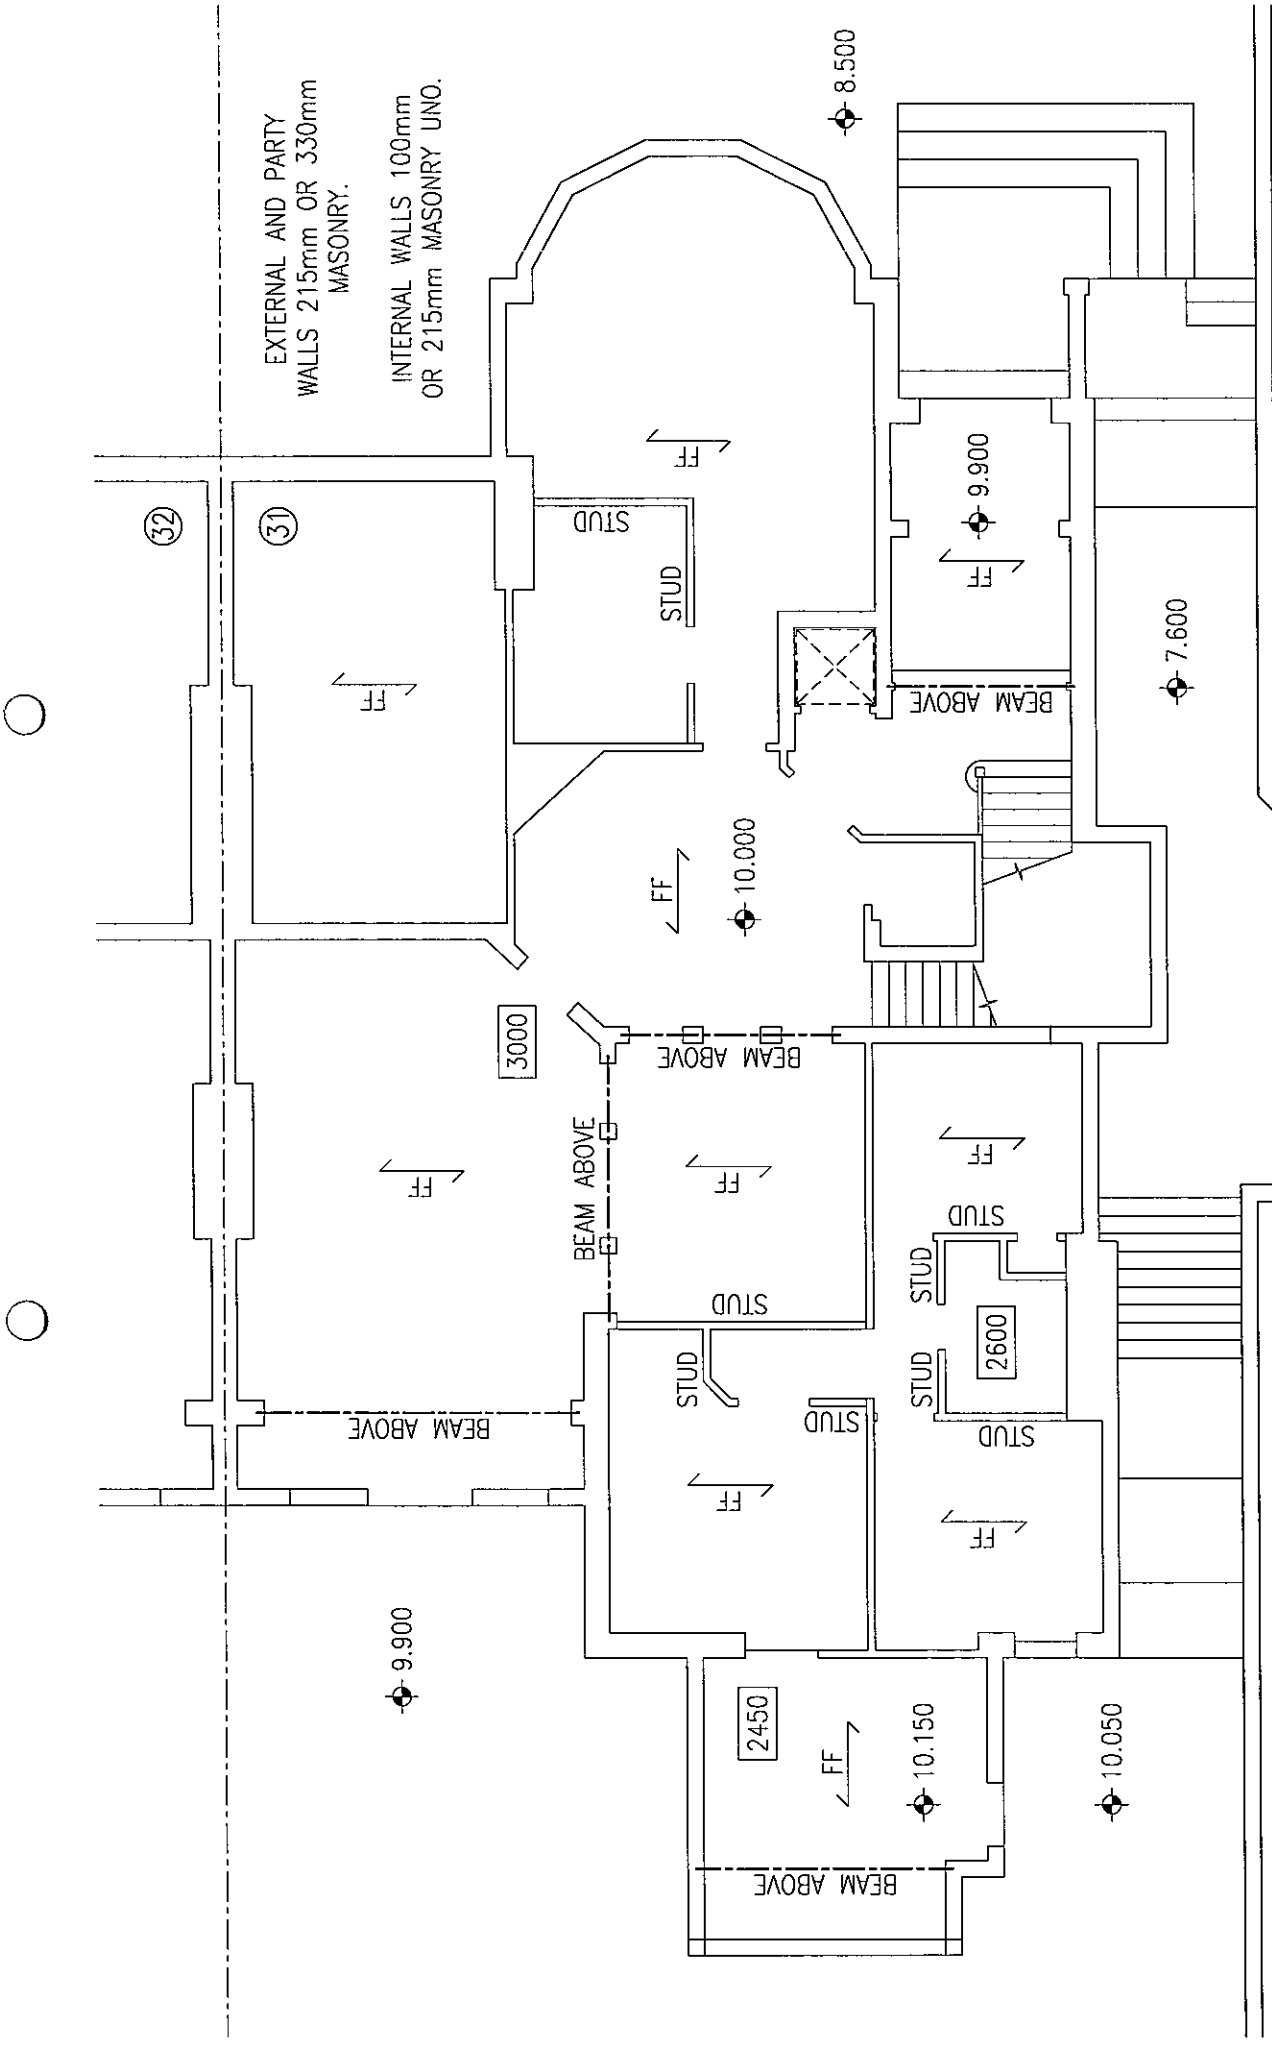 EXTERNAL AND PARTY
WALLS 215mm OR 330mm
MASONRY.
INTERNAL WALLS 100mm
OR 215mm MASONRY UNO.
8.500
32
31
FF
STUD
STUD
FF
FF
9.900
7.600
BEAM ABOVE
FF
10.000
3000
BEAM ABOVE
BEAM ABOVE
FF
FF
FF
STUD
STUD
STUD
2600
STUD
STUD
STUD
STUD
BEAM ABOVE
FF
FF
9.900
2450
FF
10.150
10.050
BEAM ABOVE